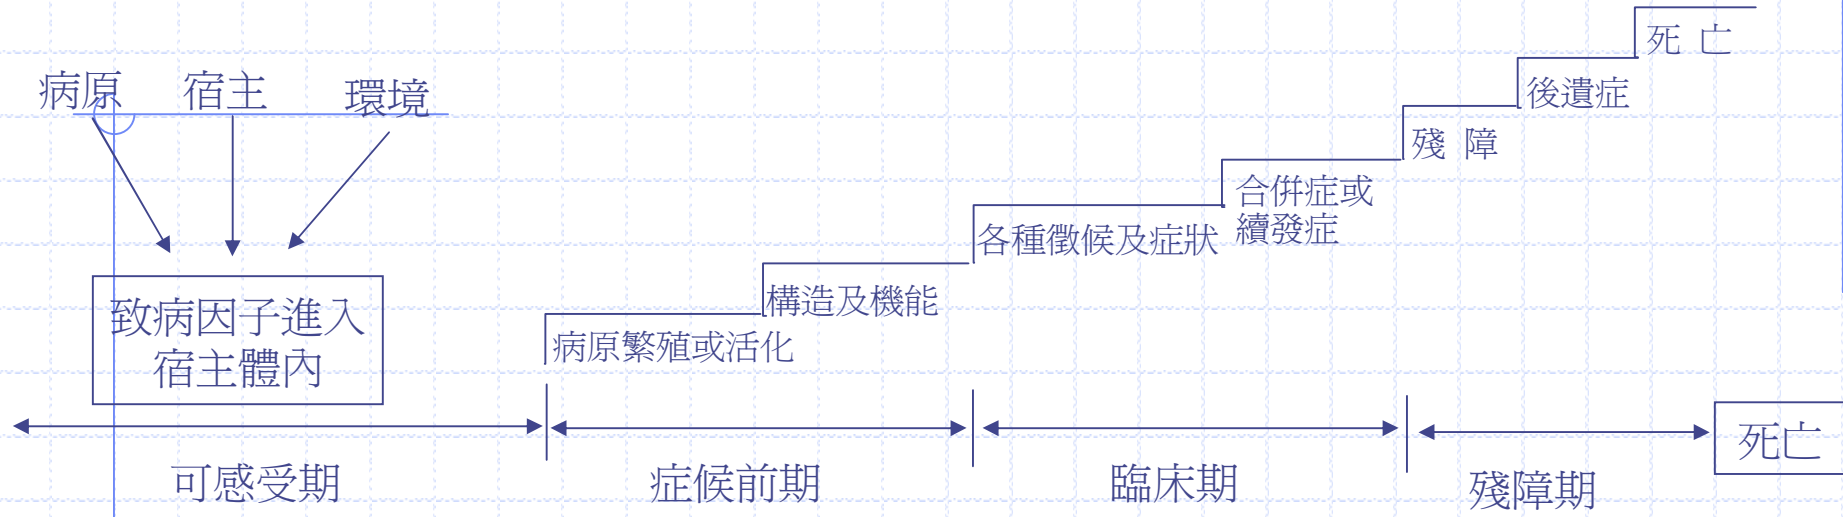 病原 宿主 環境
致病因子進入
宿主體內
病原繁殖或活化
構造及機能
各種徵候及症狀
合併症或
續發症
殘 障
後遺症
死 亡
可感受期
症候前期
臨床期
殘障期
死亡